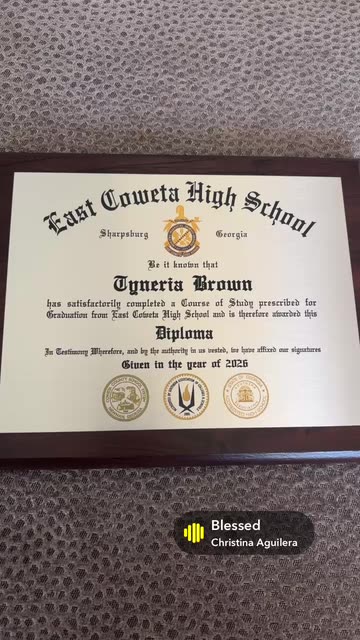 East Coweta High School
Sharpsburg Georgia
Be it known that
Tyneria Brown
has satisfactorily completed a Course of Study prescribed for
Graduation from East Coweta High School and is therefore awarded this
Diploma
In Testimony Wherefore, and by the authority in us vested, we have affixed our signatures
Given in the year of 2026
Blessed
Christina Aguilera